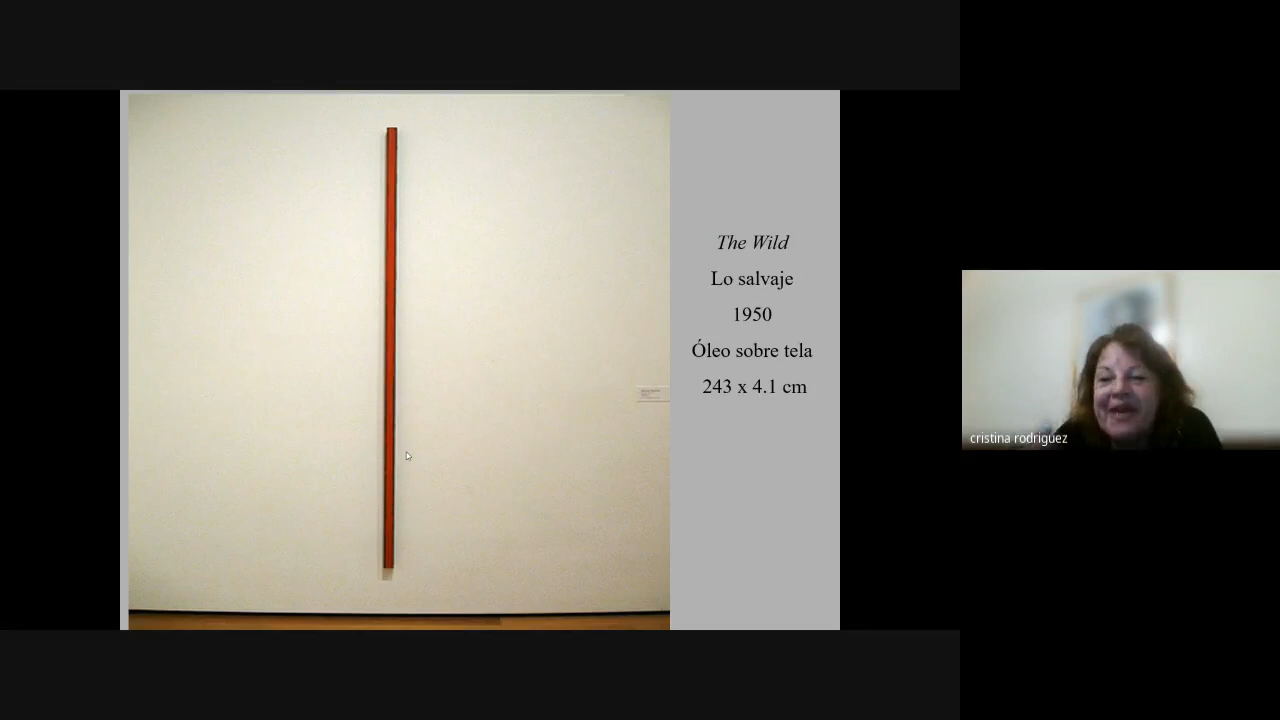 The Wild
Lo salvaje
1950
Óleo sobre tela
243 x 4.1 cm
cristina rodriguez